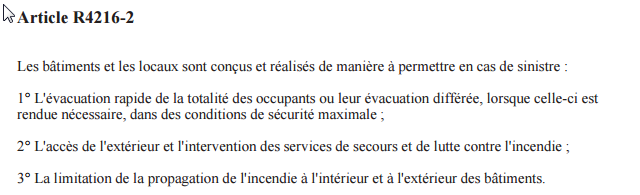 Article R4216-2
Les bâtiments et les locaux sont conçus et réalisés de manière à permettre en cas de sinistre :
1° L'évacuation rapide de la totalité des occupants ou leur évacuation différée, lorsque celle-ci est
rendue nécessaire, dans des conditions de sécurité maximale ;
2° L'accès de l'extérieur et l'intervention des services de secours et de lutte contre l'incendie ;
3° La limitation de la propagation de l'incendie à l'intérieur et à l'extérieur des bâtiments.